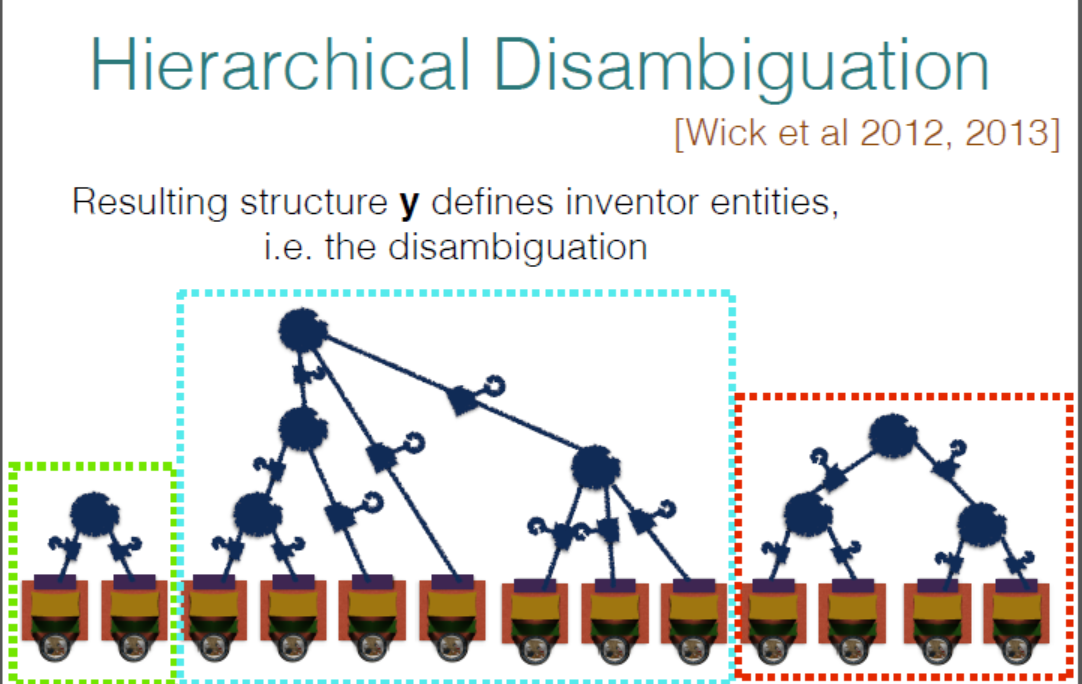 Hierarchical Disambiguation
[Wick et al 2012, 2013]
Resulting structure y defines inventor entities,
i.e. the disambiguation